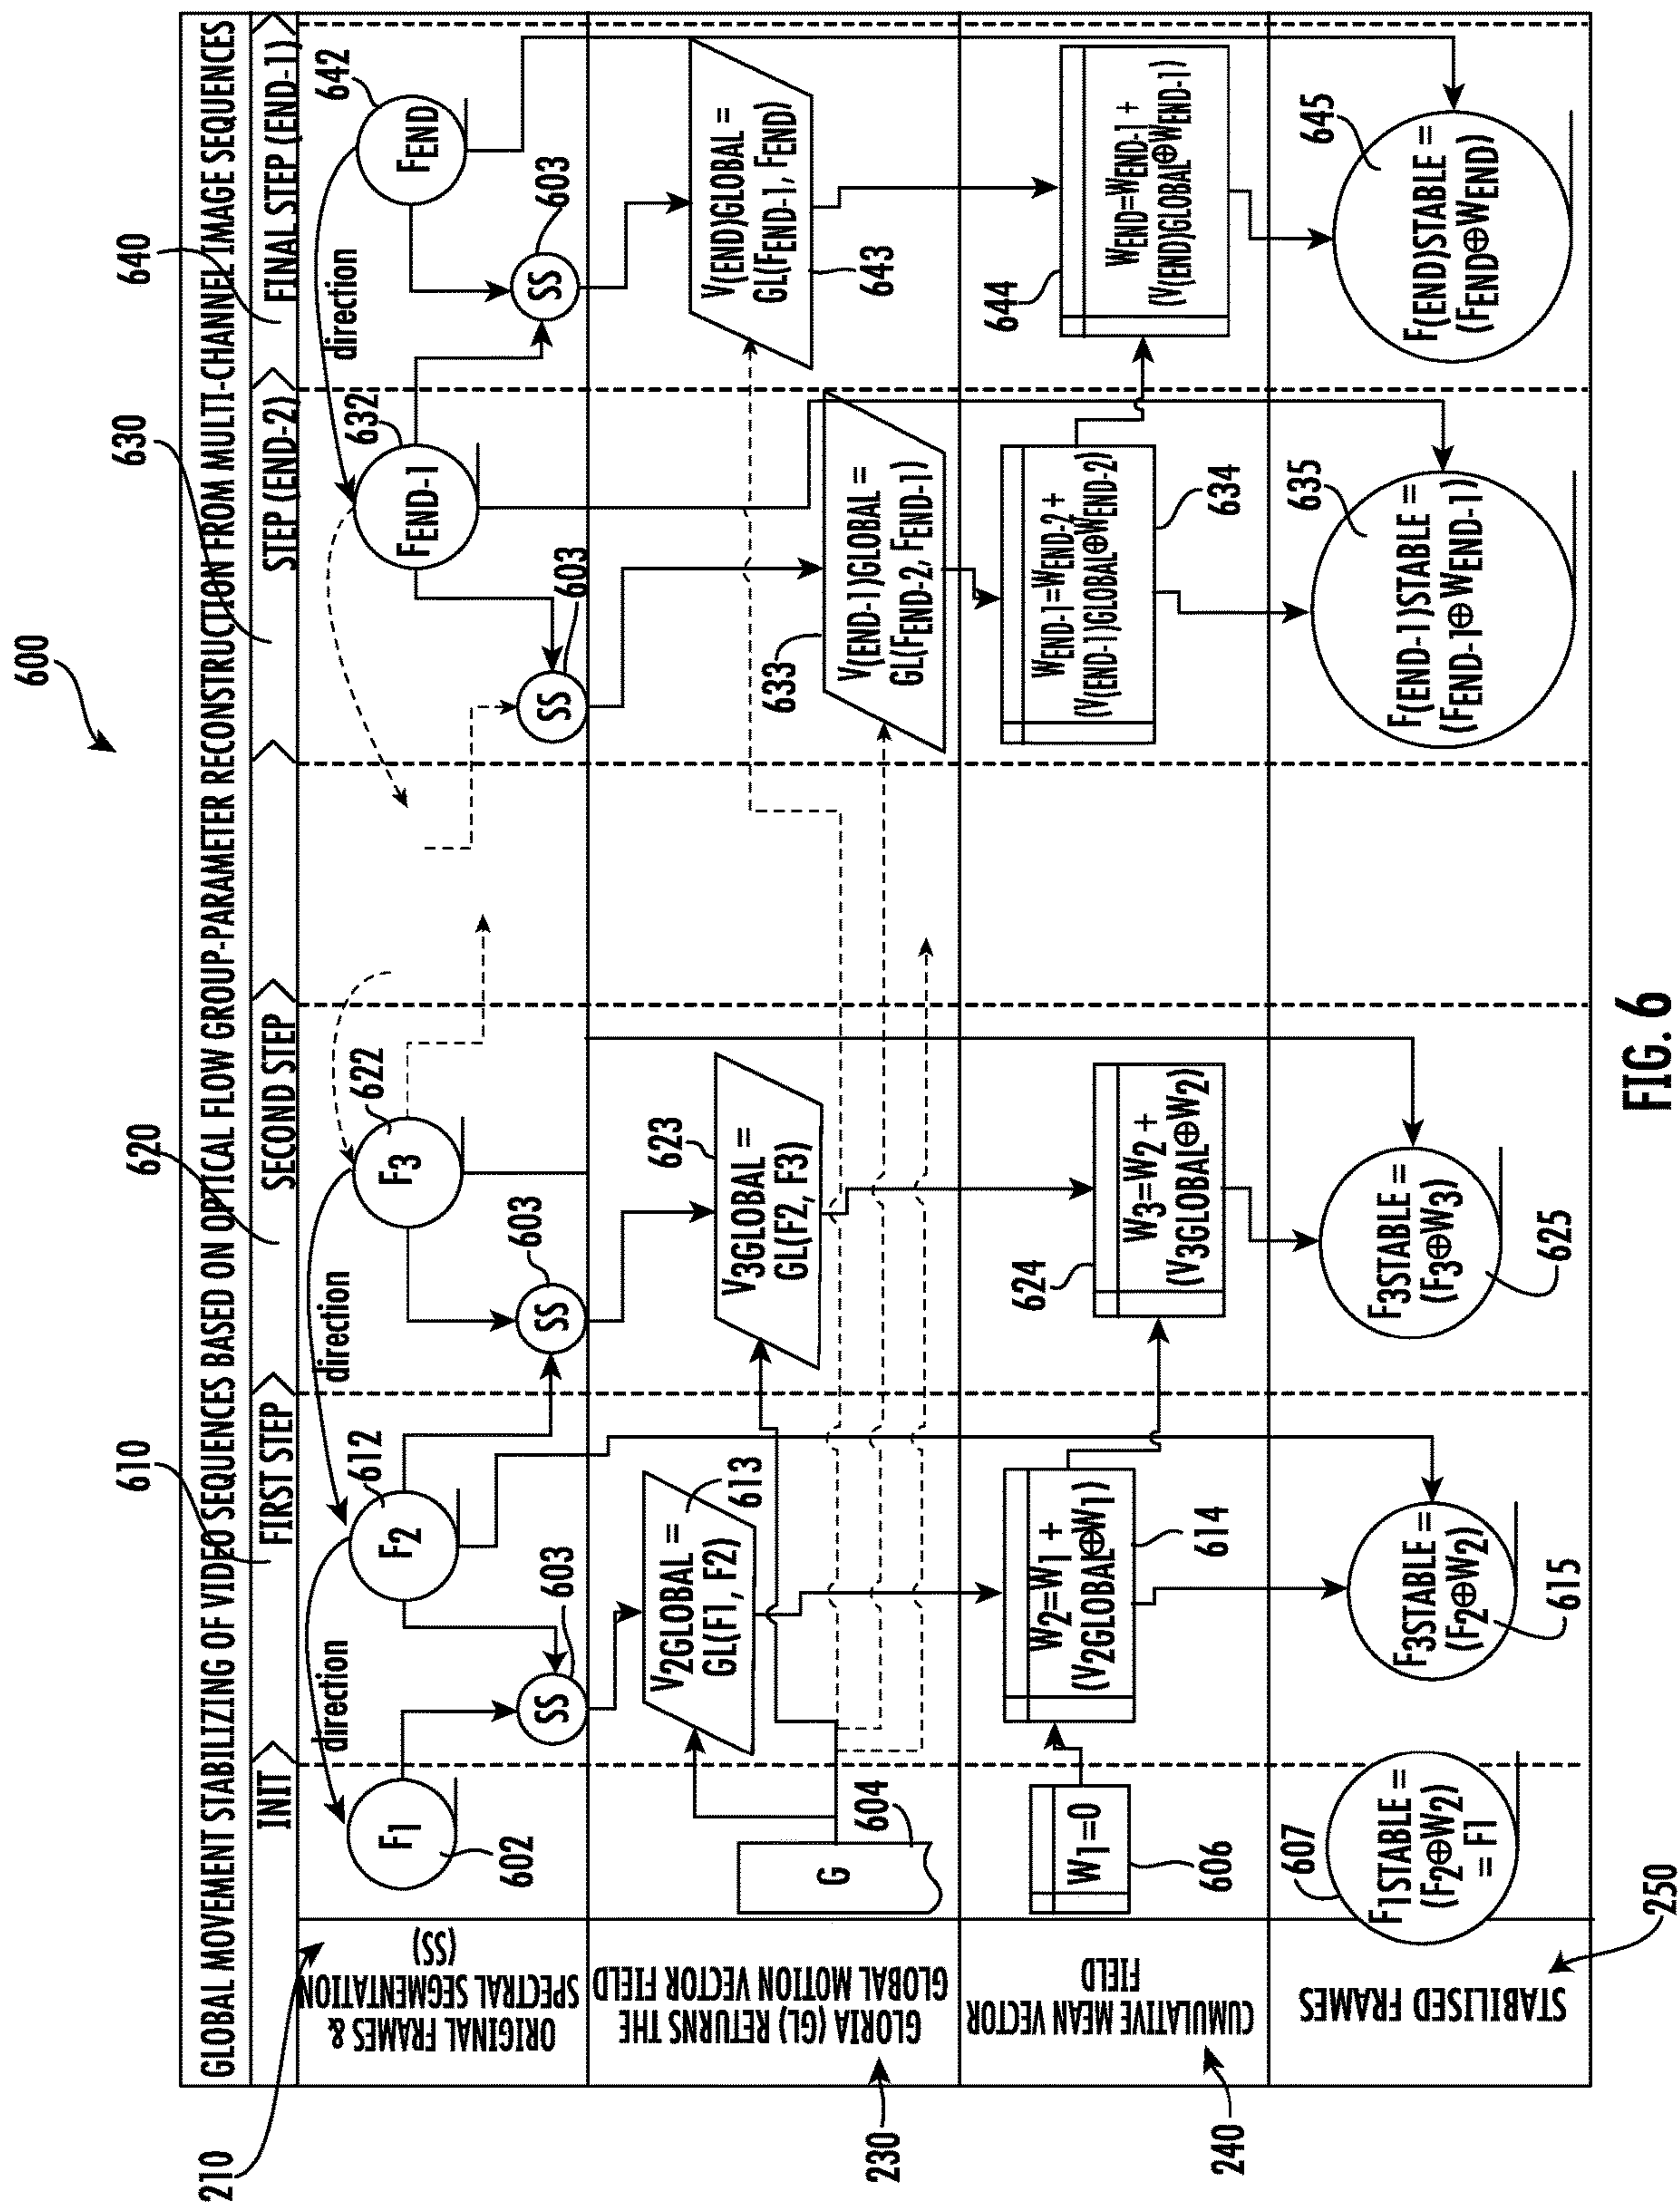 600
GLOBAL MOVEMENT STABILIZING OF VIDEO SEQUENCES BASED ON OPTICAL FLOW GROUP-PARAMETER RECONSTRUCTION FROM MULTI-CHANNEL IMAGE SEQUENCES
610
620
630
640
INIT
FIRST STEP
SECOND STEP
STEP (END-2)
FINAL STEP (END-1)
210
ORIGINAL FRAMES &
SPECTRAL SEGMENTATION
(SS)
direction
direction
direction
F1
602
F2
612
F3
622
FEND-1
632
FEND
642
SS
603
SS
603
SS
603
SS
603
230
GLORIA (GL) RETURNS THE
GLOBAL MOTION VECTOR FIELD
G
604
V2GLOBAL =
GL(F1, F2)
613
V3GLOBAL =
GL(F2, F3)
623
V(END-1)GLOBAL =
GL(FEND-2, FEND-1)
633
V(END)GLOBAL =
GL(FEND-1, FEND)
643
240
CUMULATIVE MEAN VECTOR
FIELD
W1=0
606
W2=W1 +
(V2GLOBAL⊕W1)
614
W3=W2 +
(V3GLOBAL⊕W2)
624
WEND-1=WEND-2 +
(V(END-1)GLOBAL⊕WEND-2)
634
WEND=WEND-1 +
(V(END)GLOBAL⊕WEND-1)
644
250
STABILISED FRAMES
F1STABLE =
(F2⊕W2)
= F1
607
F3STABLE =
(F2⊕W2)
615
F3STABLE =
(F3⊕W3)
625
F(END-1)STABLE =
(FEND-1⊕WEND-1)
635
F(END)STABLE =
(FEND⊕WEND)
645
FIG. 6